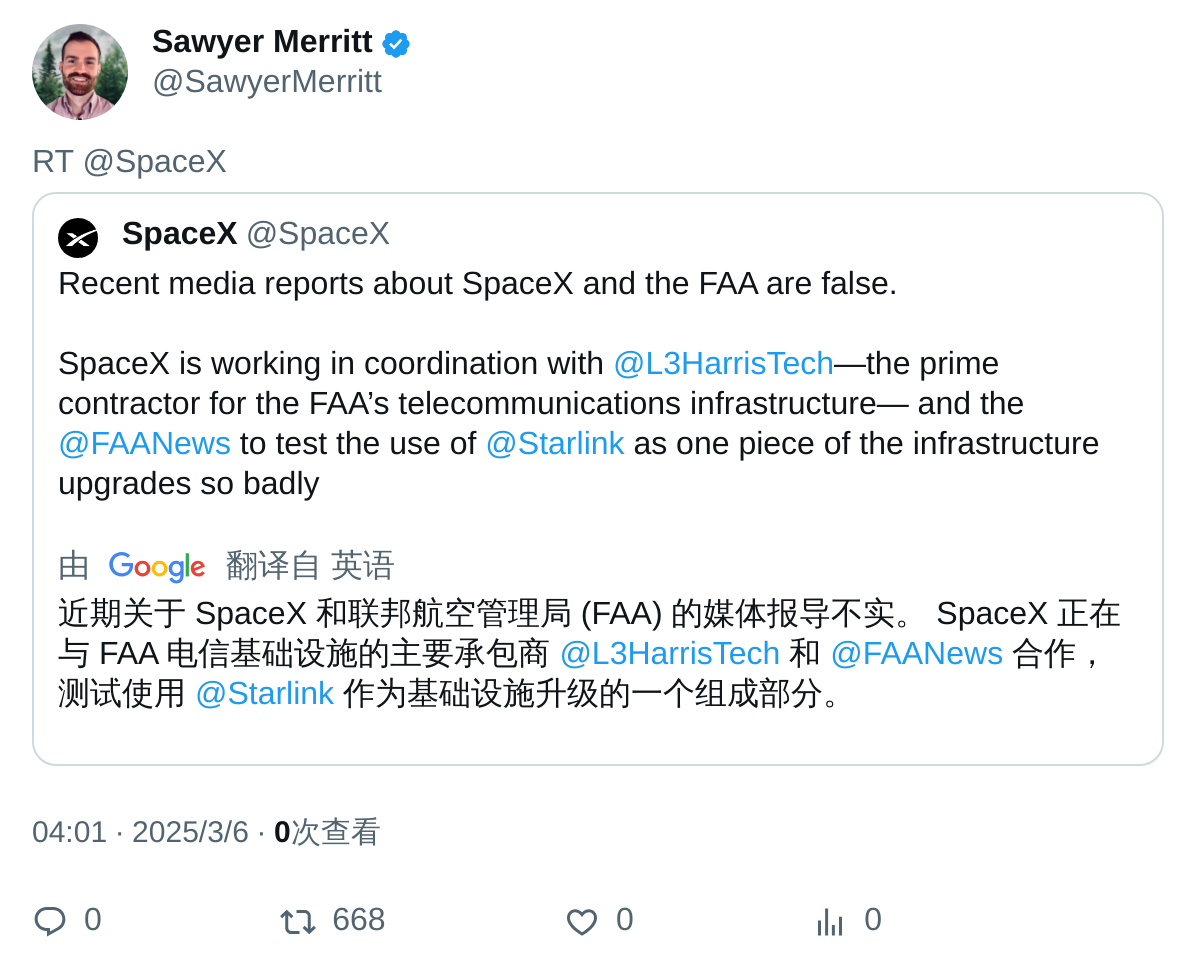 Sawyer Merritt
@SawyerMerritt
RT @SpaceX
SpaceX @SpaceX
Recent media reports about SpaceX and the FAA are false.
SpaceX is working in coordination with @L3HarrisTech—the prime
contractor for the FAA’s telecommunications infrastructure— and the
@FAANews to test the use of @Starlink as one piece of the infrastructure
upgrades so badly
由 Google 翻译自 英语
近期关于 SpaceX 和联邦航空管理局 (FAA) 的媒体报导不实。 SpaceX 正在
与 FAA 电信基础设施的主要承包商 @L3HarrisTech 和 @FAANews 合作，
测试使用 @Starlink 作为基础设施升级的一个组成部分。
04:01 · 2025/3/6 · 0次查看
0 668 0 0